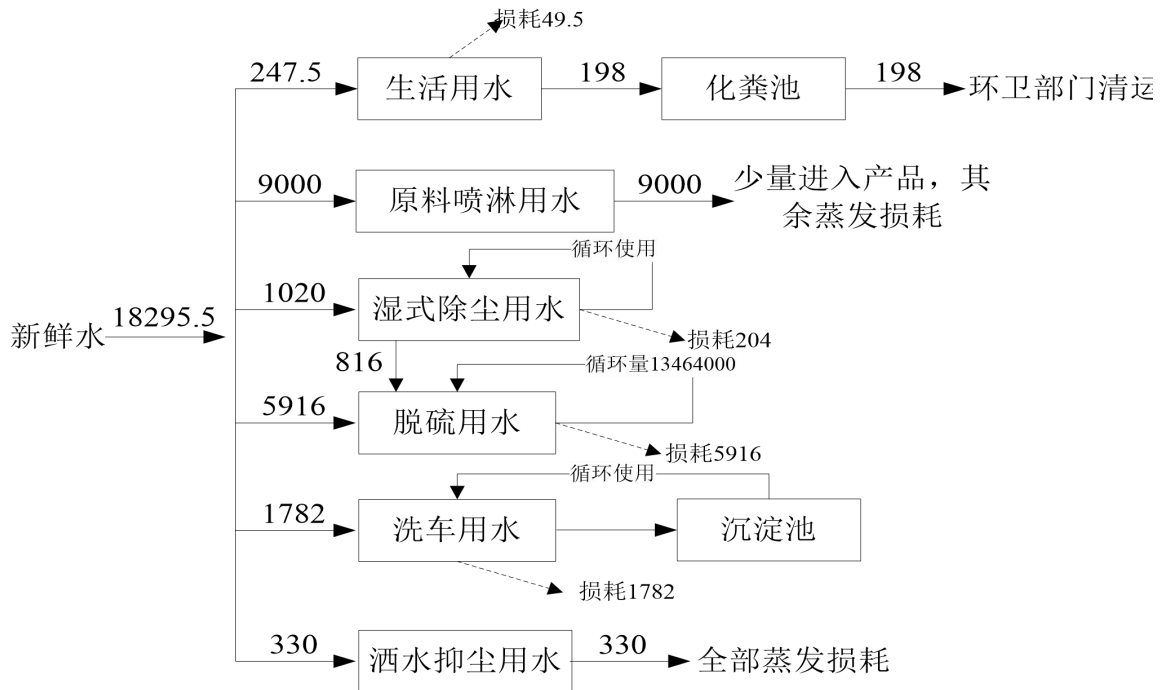 损耗49.5
247.5
生活用水
198
化粪池
198
环卫部门清运
9000
原料喷淋用水
9000
少量进入产品，其
余蒸发损耗
循环使用
1020
湿式除尘用水
新鲜水
18295.5
损耗204
816
循环量13464000
5916
脱硫用水
损耗5916
循环使用
1782
洗车用水
沉淀池
损耗1782
330
洒水抑尘用水
330
全部蒸发损耗